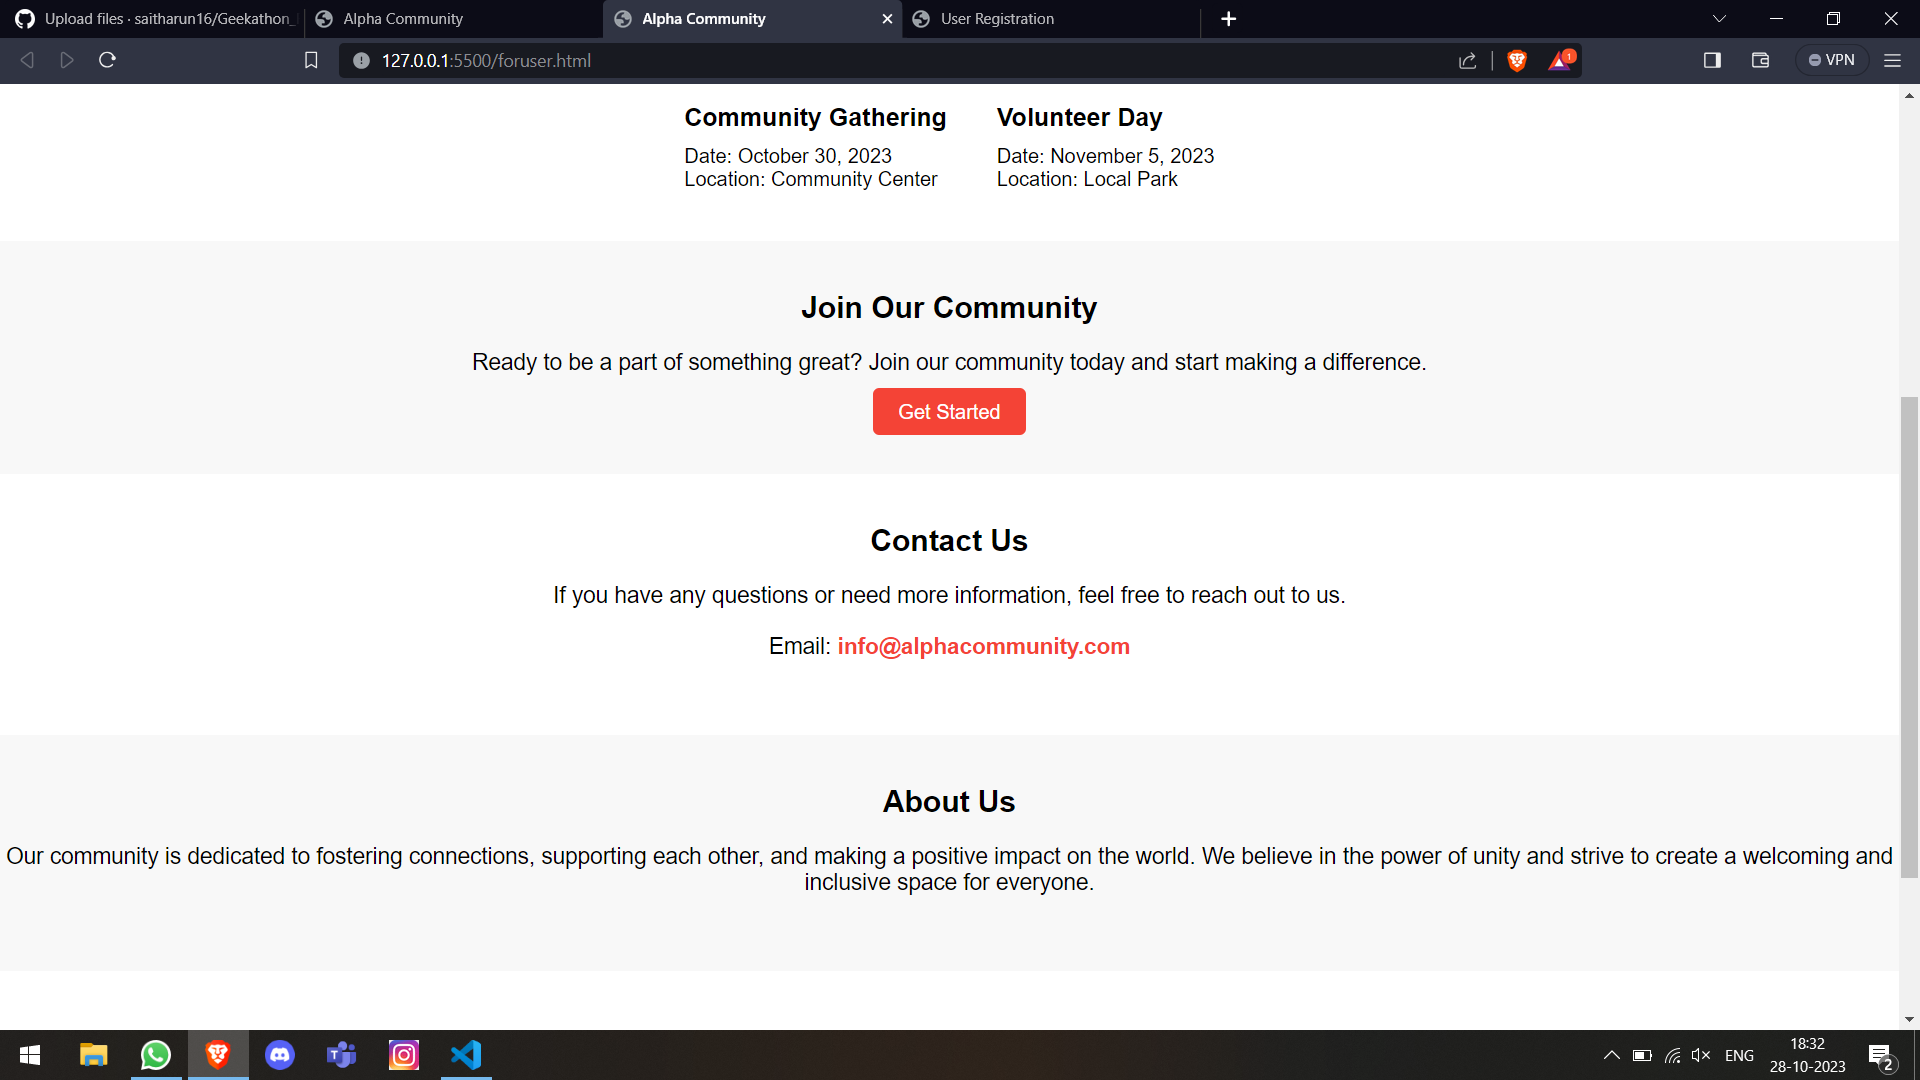 Upload files · saitharun16/Geekathon_
Alpha Community
Alpha Community
User Registration
127.0.0.1:5500/foruser.html
1
VPN
Community Gathering
Date: October 30, 2023
Location: Community Center
Volunteer Day
Date: November 5, 2023
Location: Local Park
Join Our Community
Ready to be a part of something great? Join our community today and start making a difference.
Get Started
Contact Us
If you have any questions or need more information, feel free to reach out to us.
Email: info@alphacommunity.com
About Us
Our community is dedicated to fostering connections, supporting each other, and making a positive impact on the world. We believe in the power of unity and strive to create a welcoming and
inclusive space for everyone.
ENG
18:32
28-10-2023
2